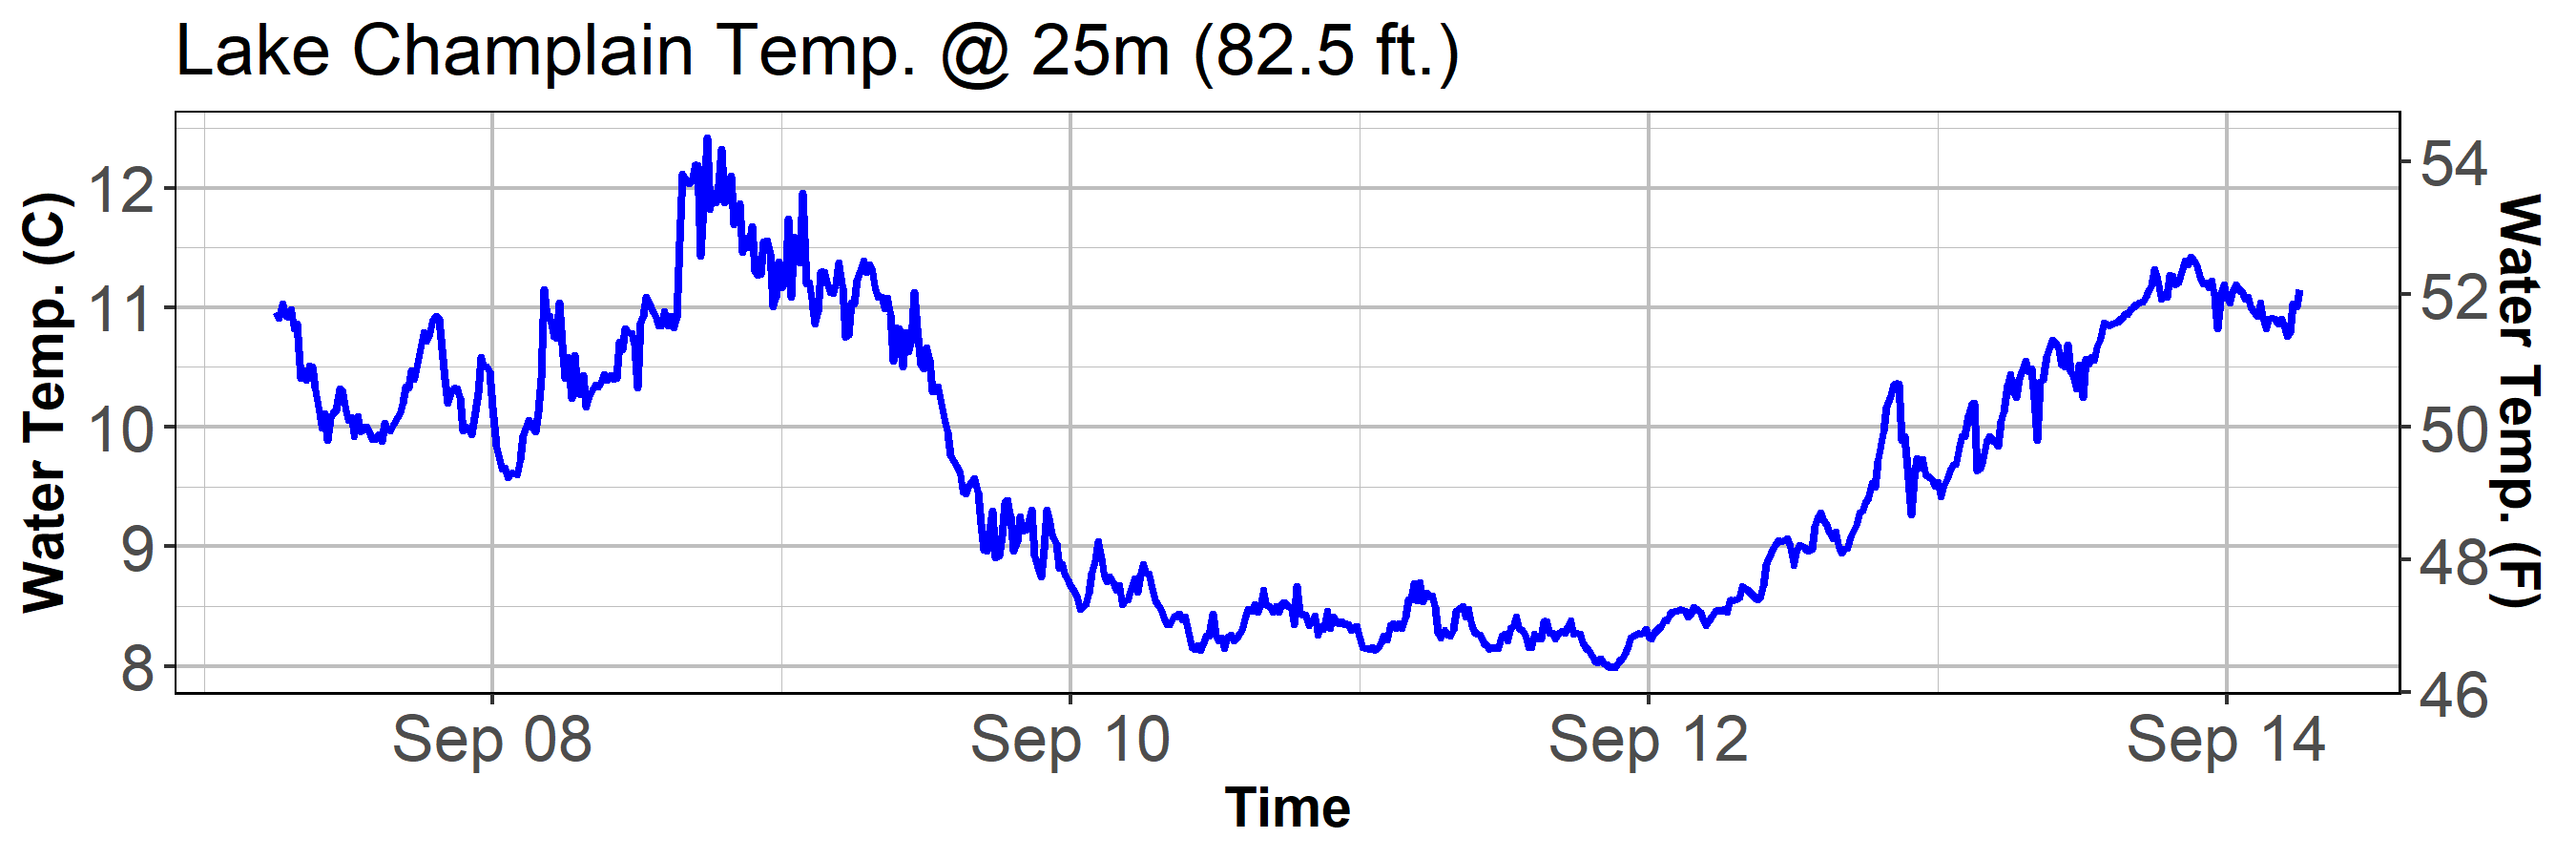 Lake Champlain Temp. @ 25m (82.5 ft.)
Water Temp. (C)
12
11
10
9
8
54
52
50
48
46
Water Temp. (F)
Sep 08
Sep 10
Sep 12
Sep 14
Time